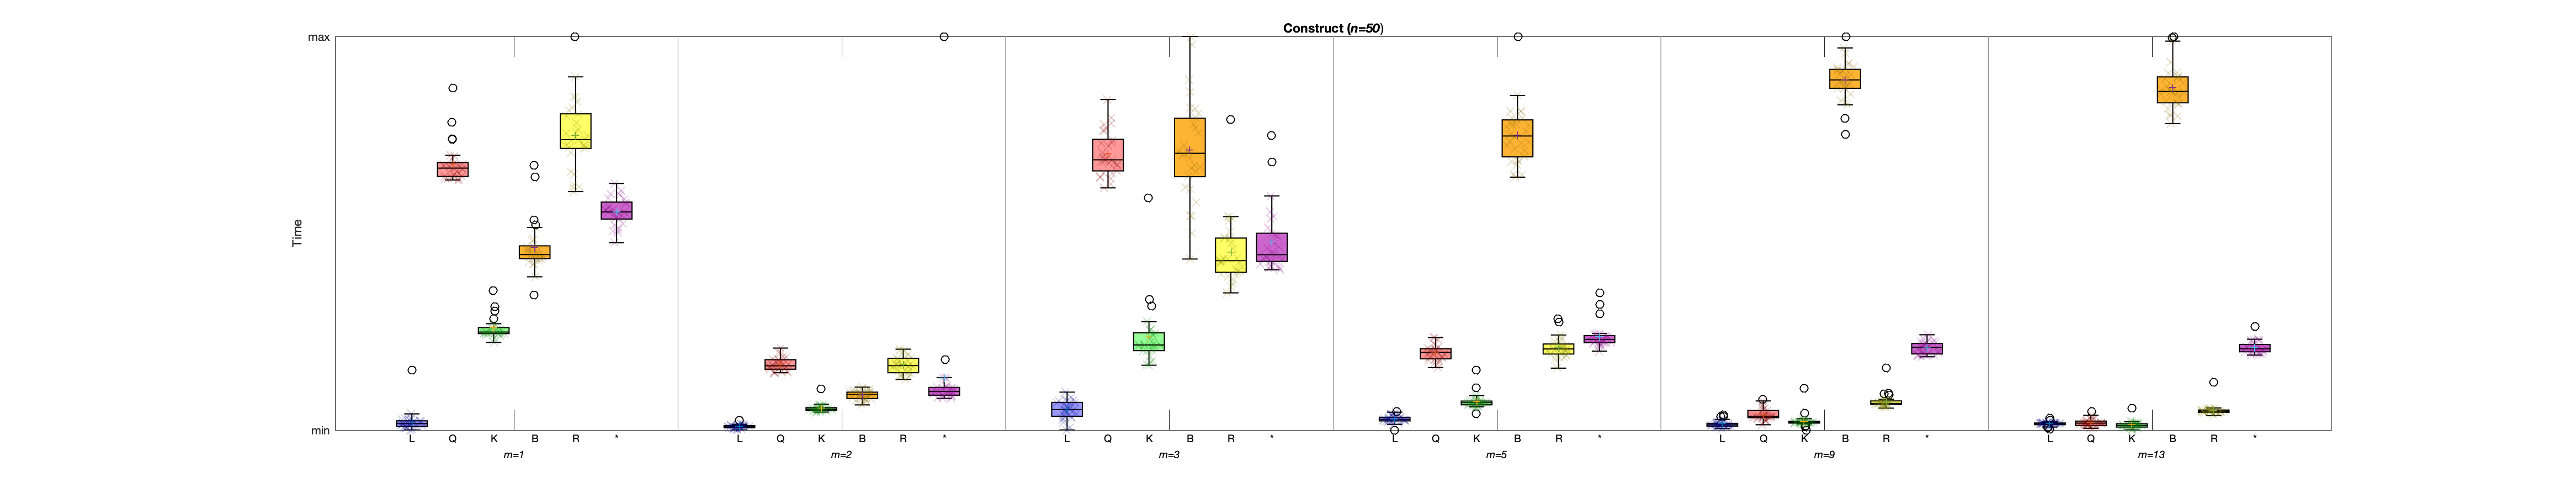 Construct (n=50)
max
Time
min
L Q K B R * L Q K B R * L Q K B R * L Q K B R * L Q K B R * L Q K B R *
m=1 m=2 m=3 m=5 m=9 m=13